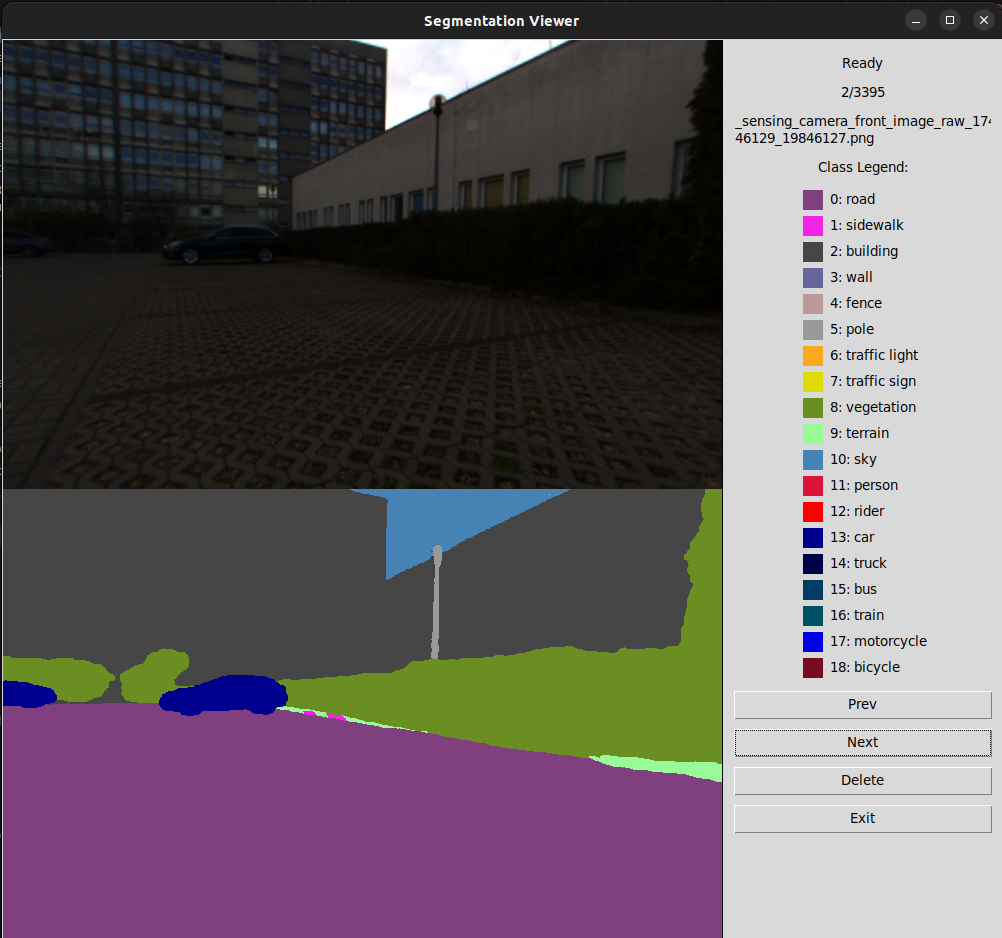 Segmentation Viewer
Ready
2/3395
_sensing_camera_front_image_raw_174
46129_19846127.png
Class Legend:
0: road
1: sidewalk
2: building
3: wall
4: fence
5: pole
6: traffic light
7: traffic sign
8: vegetation
9: terrain
10: sky
11: person
12: rider
13: car
14: truck
15: bus
16: train
17: motorcycle
18: bicycle
Prev
Next
Delete
Exit